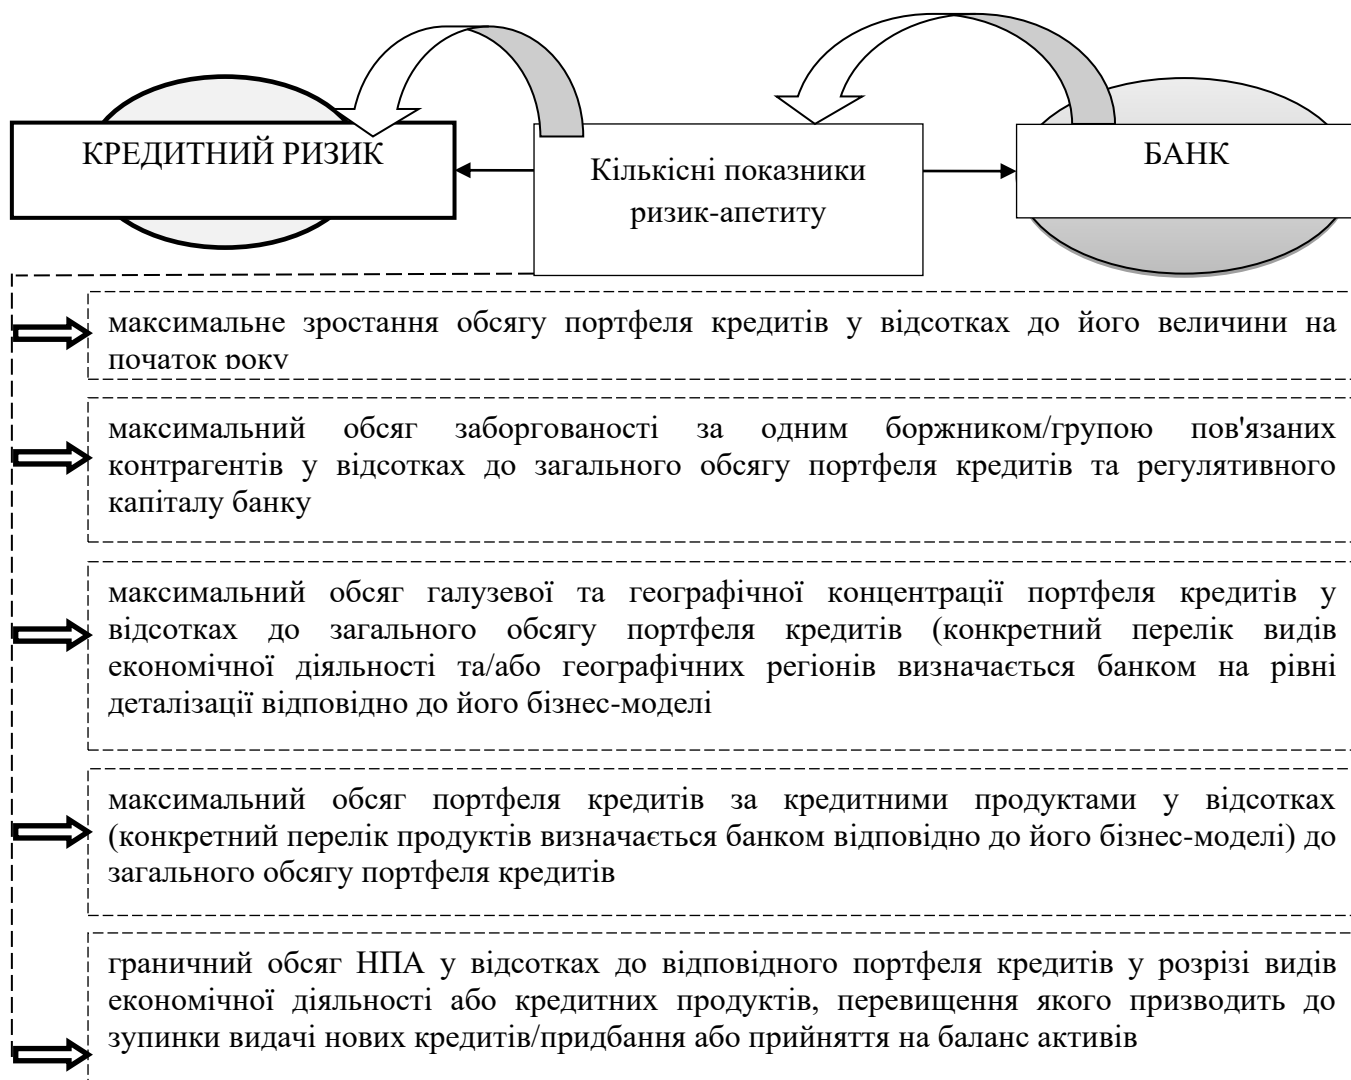 КРЕДИТНИЙ РИЗИК
Кількісні показники
ризик-апетиту
БАНК
максимальне зростання обсягу портфеля кредитів у відсотках до його величини на
початок року
максимальний обсяг заборгованості за одним боржником/групою пов'язаних
контрагентів у відсотках до загального обсягу портфеля кредитів та регулятивного
капіталу банку
максимальний обсяг галузевої та географічної концентрації портфеля кредитів у
відсотках до загального обсягу портфеля кредитів (конкретний перелік видів
економічної діяльності та/або географічних регіонів визначається банком на рівні
деталізації відповідно до його бізнес-моделі
максимальний обсяг портфеля кредитів за кредитними продуктами у відсотках
(конкретний перелік продуктів визначається банком відповідно до його бізнес-моделі) до
загального обсягу портфеля кредитів
граничний обсяг НПА у відсотках до відповідного портфеля кредитів у розрізі видів
економічної діяльності або кредитних продуктів, перевищення якого призводить до
зупинки видачі нових кредитів/придбання або прийняття на баланс активів